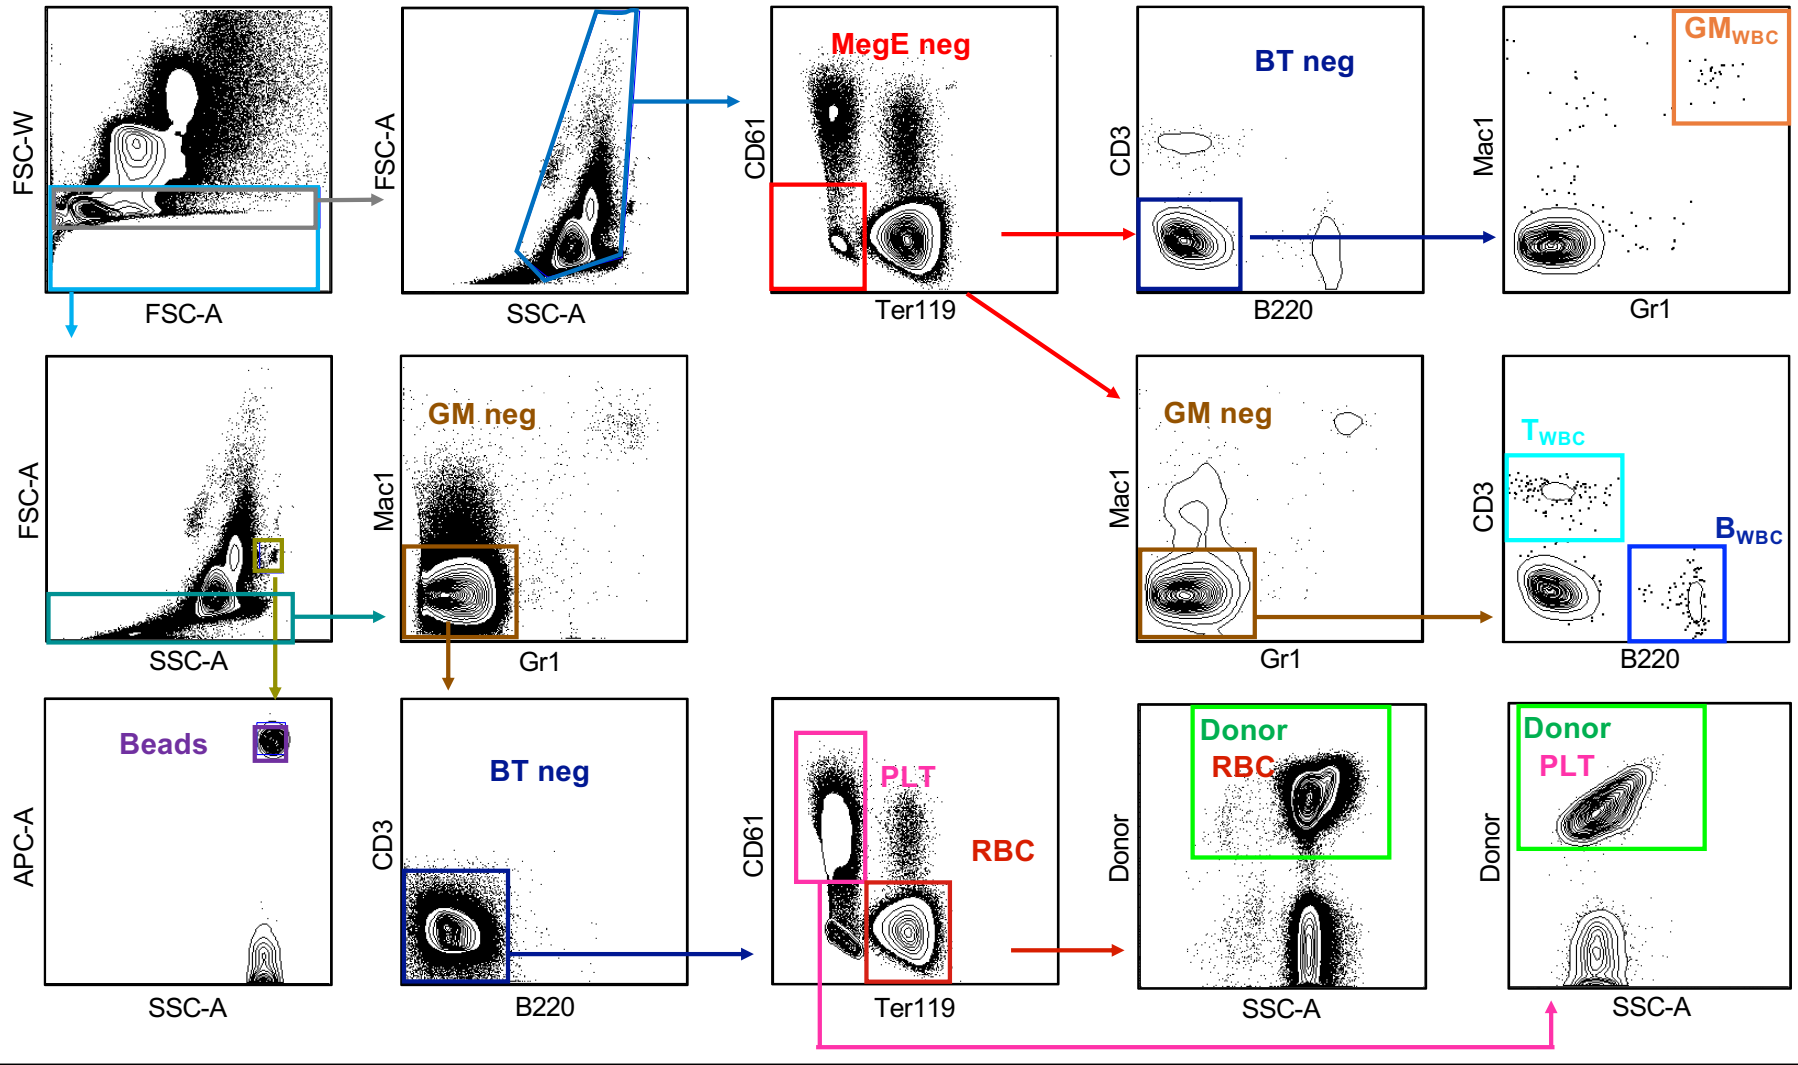 FSC-W
FSC-A
FSC-A
SSC-A
MegE neg
CD61
Ter119
BT neg
CD3
B220
GMWBC
Mac1
Gr1
FSC-A
SSC-A
GM neg
Mac1
Gr1
GM neg
Mac1
Gr1
TWBC
BWBC
CD3
B220
Beads
APC-A
SSC-A
BT neg
CD3
B220
PLT
RBC
CD61
Ter119
Donor
RBC
Donor
SSC-A
Donor
PLT
Donor
SSC-A